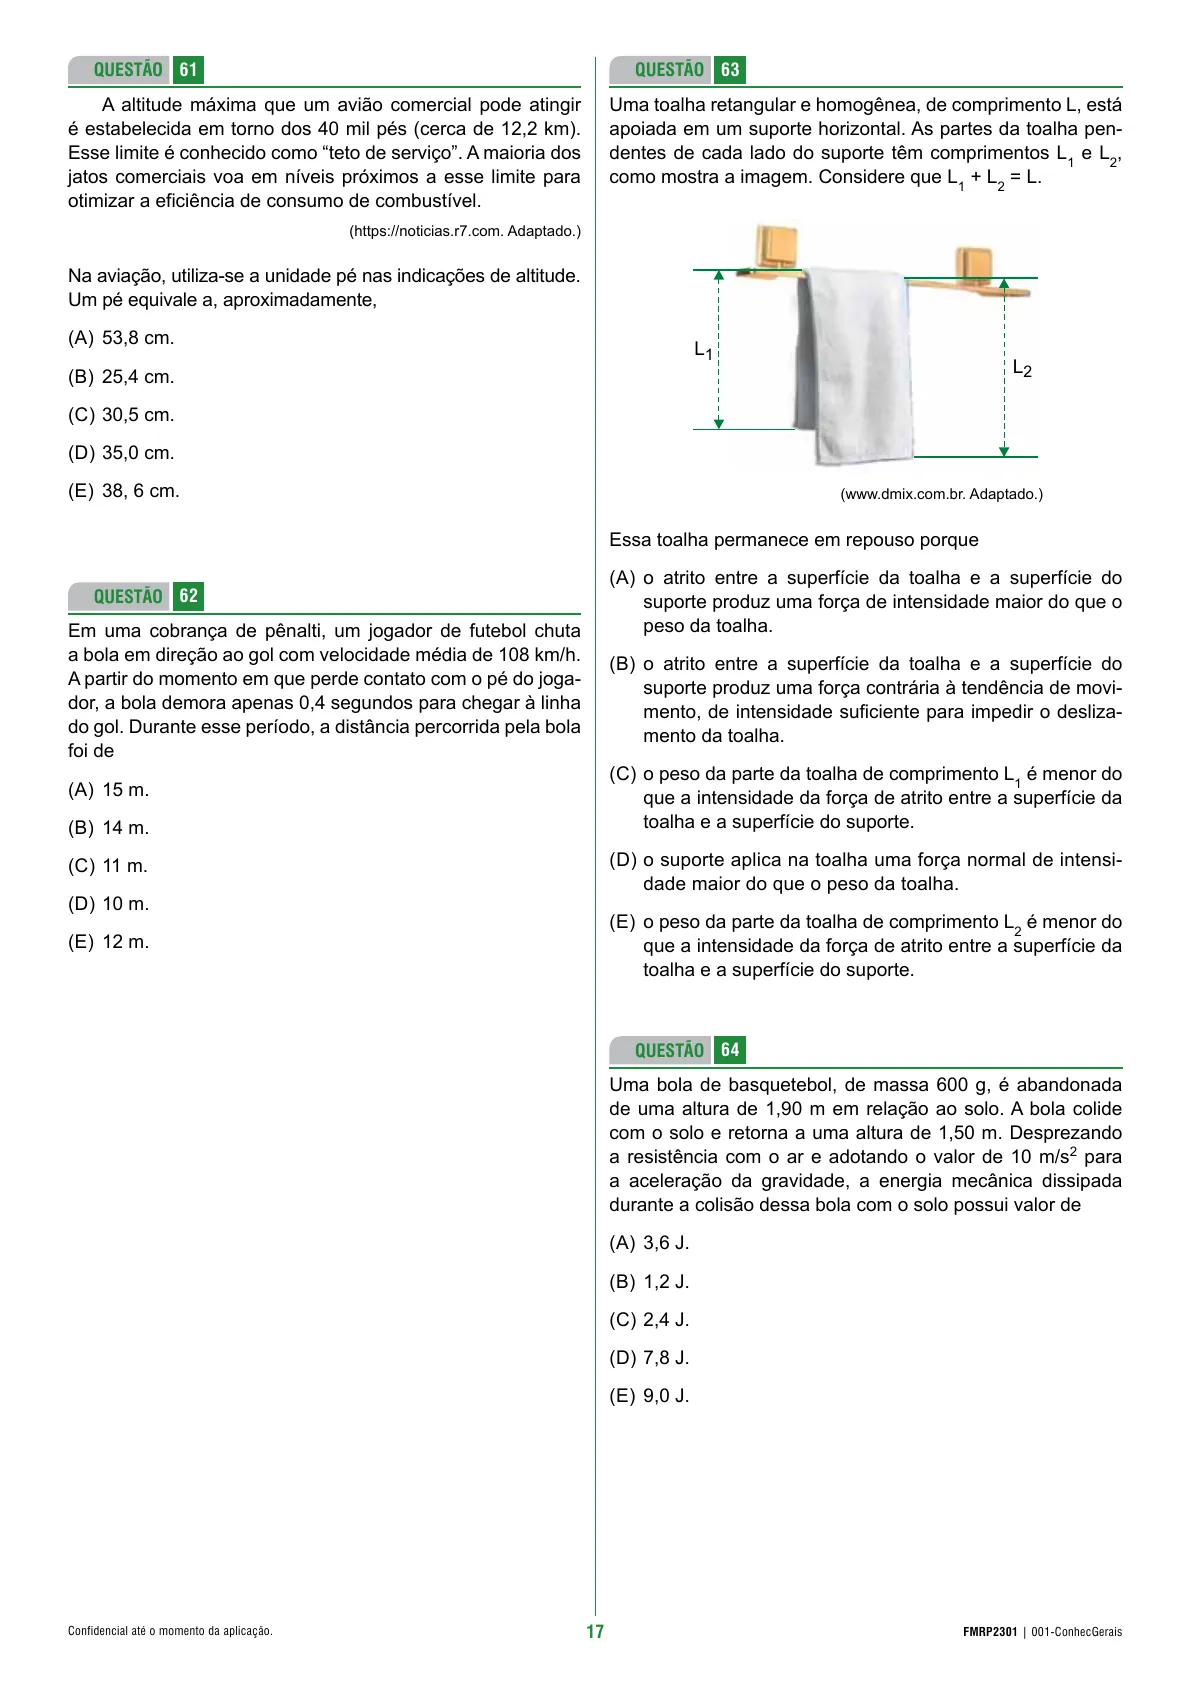 QUESTÃO 61
A altitude máxima que um avião comercial pode atingir
é estabelecida em torno dos 40 mil pés (cerca de 12,2 km).
Esse limite é conhecido como “teto de serviço”. A maioria dos
jatos comerciais voa em níveis próximos a esse limite para
otimizar a eficiência de consumo de combustível.
(https://noticias.r7.com. Adaptado.)
Na aviação, utiliza-se a unidade pé nas indicações de altitude.
Um pé equivale a, aproximadamente,
(A) 53,8 cm.
(B) 25,4 cm.
(C) 30,5 cm.
(D) 35,0 cm.
(E) 38, 6 cm.
QUESTÃO 62
Em uma cobrança de pênalti, um jogador de futebol chuta
a bola em direção ao gol com velocidade média de 108 km/h.
A partir do momento em que perde contato com o pé do joga-
dor, a bola demora apenas 0,4 segundos para chegar à linha
do gol. Durante esse período, a distância percorrida pela bola
foi de
(A) 15 m.
(B) 14 m.
(C) 11 m.
(D) 10 m.
(E) 12 m.
QUESTÃO 63
Uma toalha retangular e homogênea, de comprimento L, está
apoiada em um suporte horizontal. As partes da toalha pen-
dentes de cada lado do suporte têm comprimentos L1 e L2,
como mostra a imagem. Considere que L1 + L2 = L.
L1
L2
(www.dmix.com.br. Adaptado.)
Essa toalha permanece em repouso porque
(A) o atrito entre a superfície da toalha e a superfície do
suporte produz uma força de intensidade maior do que o
peso da toalha.
(B) o atrito entre a superfície da toalha e a superfície do
suporte produz uma força contrária à tendência de movi-
mento, de intensidade suficiente para impedir o desliza-
mento da toalha.
(C) o peso da parte da toalha de comprimento L1 é menor do
que a intensidade da força de atrito entre a superfície da
toalha e a superfície do suporte.
(D) o suporte aplica na toalha uma força normal de intensi-
dade maior do que o peso da toalha.
(E) o peso da parte da toalha de comprimento L2 é menor do
que a intensidade da força de atrito entre a superfície da
toalha e a superfície do suporte.
QUESTÃO 64
Uma bola de basquetebol, de massa 600 g, é abandonada
de uma altura de 1,90 m em relação ao solo. A bola colide
com o solo e retorna a uma altura de 1,50 m. Desprezando
a resistência com o ar e adotando o valor de 10 m/s² para
a aceleração da gravidade, a energia mecânica dissipada
durante a colisão dessa bola com o solo possui valor de
(A) 3,6 J.
(B) 1,2 J.
(C) 2,4 J.
(D) 7,8 J.
(E) 9,0 J.
Confidencial até o momento da aplicação.
17
FMRP2301 | 001-ConhecGerais